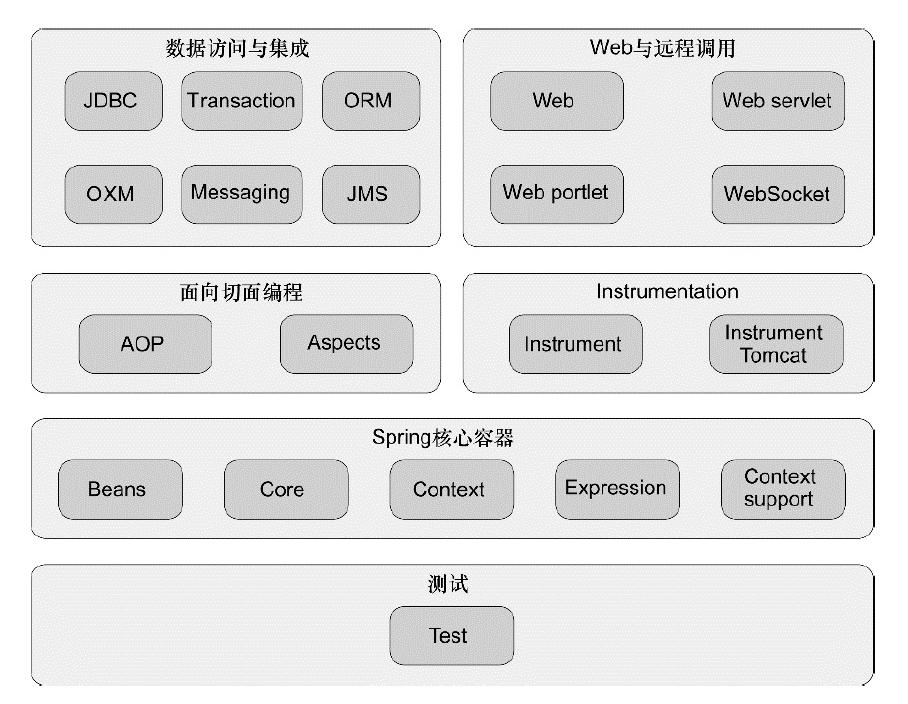 数据访问与集成
JDBC Transaction ORM
OXM Messaging JMS
Web与远程调用
Web Web servlet
Web portlet WebSocket
面向切面编程
AOP Aspects
Instrumentation
Instrument Instrument
Tomcat
Spring核心容器
Beans Core Context Expression Context
support
测试
Test